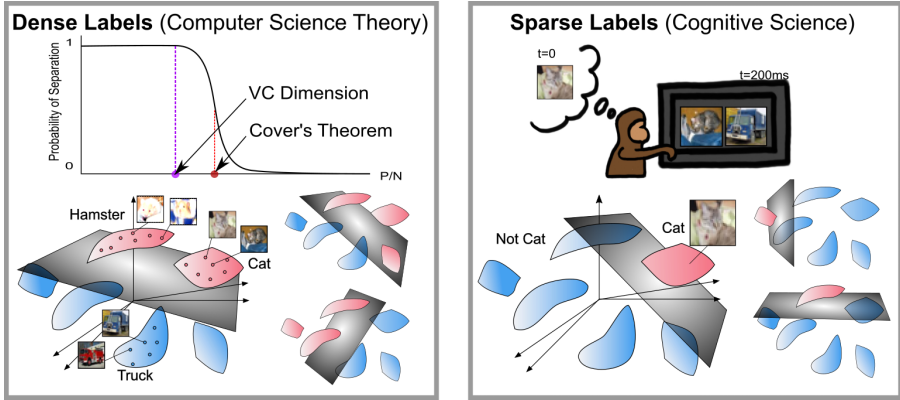 Dense Labels (Computer Science Theory)
1
Probability of Separation
VC Dimension
Cover's Theorem
0
P/N
Hamster
Cat
Truck
Sparse Labels (Cognitive Science)
t=0
t=200ms
Not Cat
Cat